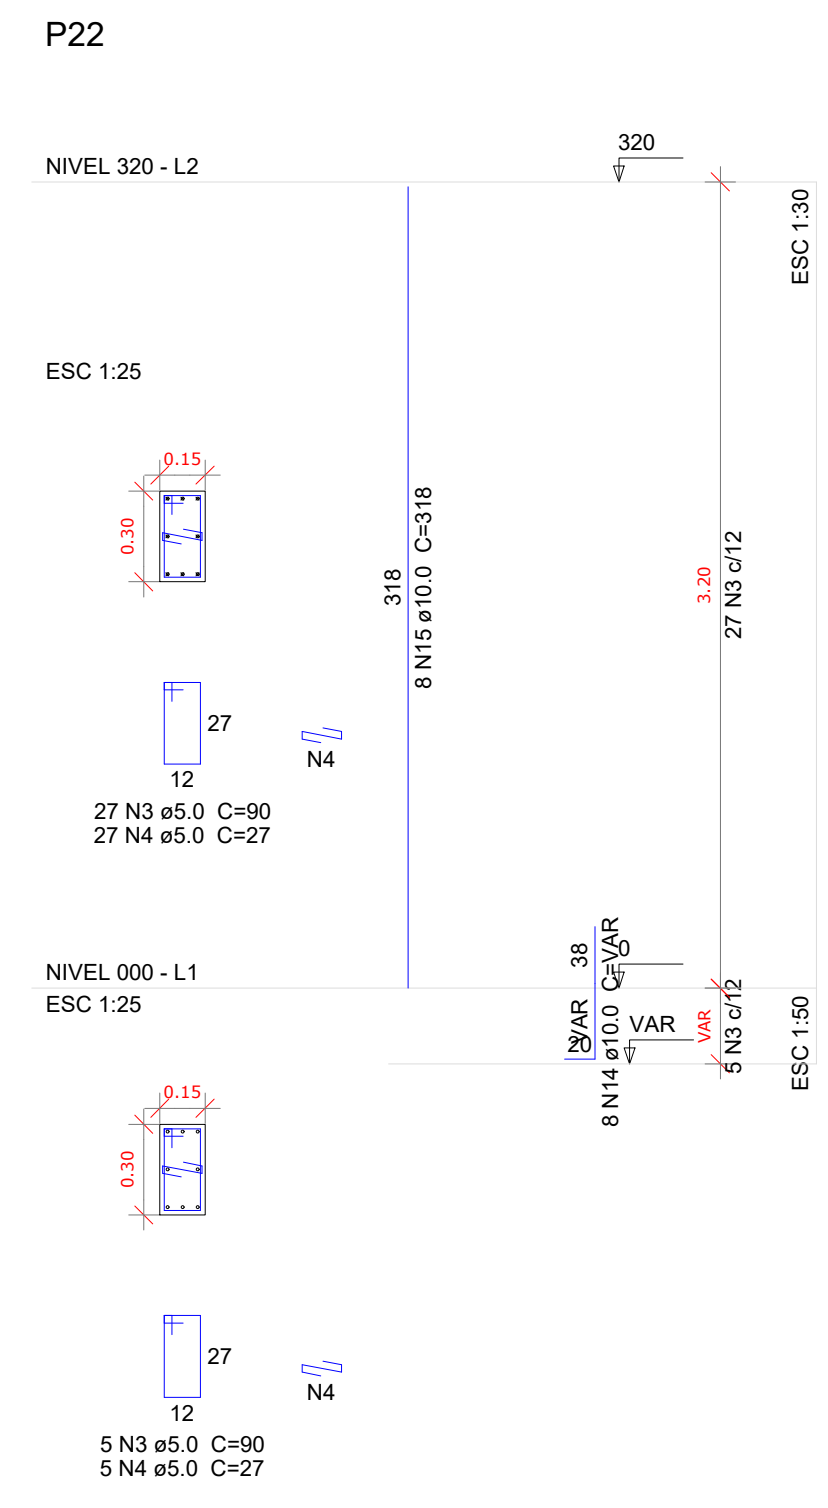 P22
NIVEL 320 - L2
320
ESC 1:30
ESC 1:25
0.15
0.30
318
8 N15 ø10.0  C=318
3.20
27 N3 c/12
27
12
N4
27 N3 ø5.0  C=90
27 N4 ø5.0  C=27
NIVEL 000 - L1
ESC 1:25
38
VAR
20
8 N14 ø10.0  C=VAR
0
VAR
VAR
5 N3 c/12
ESC 1:50
0.15
0.30
27
12
N4
5 N3 ø5.0  C=90
5 N4 ø5.0  C=27